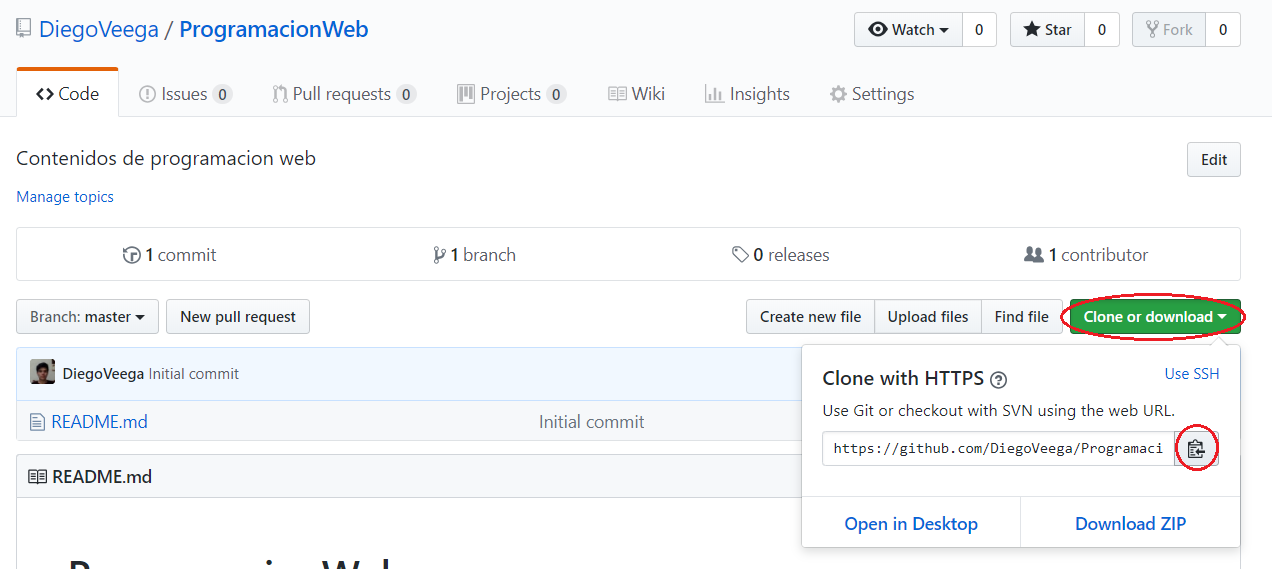 DiegoVeega / ProgramacionWeb
Watch 0 Star 0 Fork 0
Code Issues 0 Pull requests 0 Projects 0 Wiki Insights Settings
Contenidos de programacion web
Edit
Manage topics
1 commit 1 branch 0 releases 1 contributor
Branch: master New pull request Create new file Upload files Find file Clone or download
DiegoVeega Initial commit
README.md Initial commit
README.md
Clone with HTTPS ?
Use SSH
Use Git or checkout with SVN using the web URL.
https://github.com/DiegoVeega/Programaci
Open in Desktop Download ZIP
ProgramacionWeb